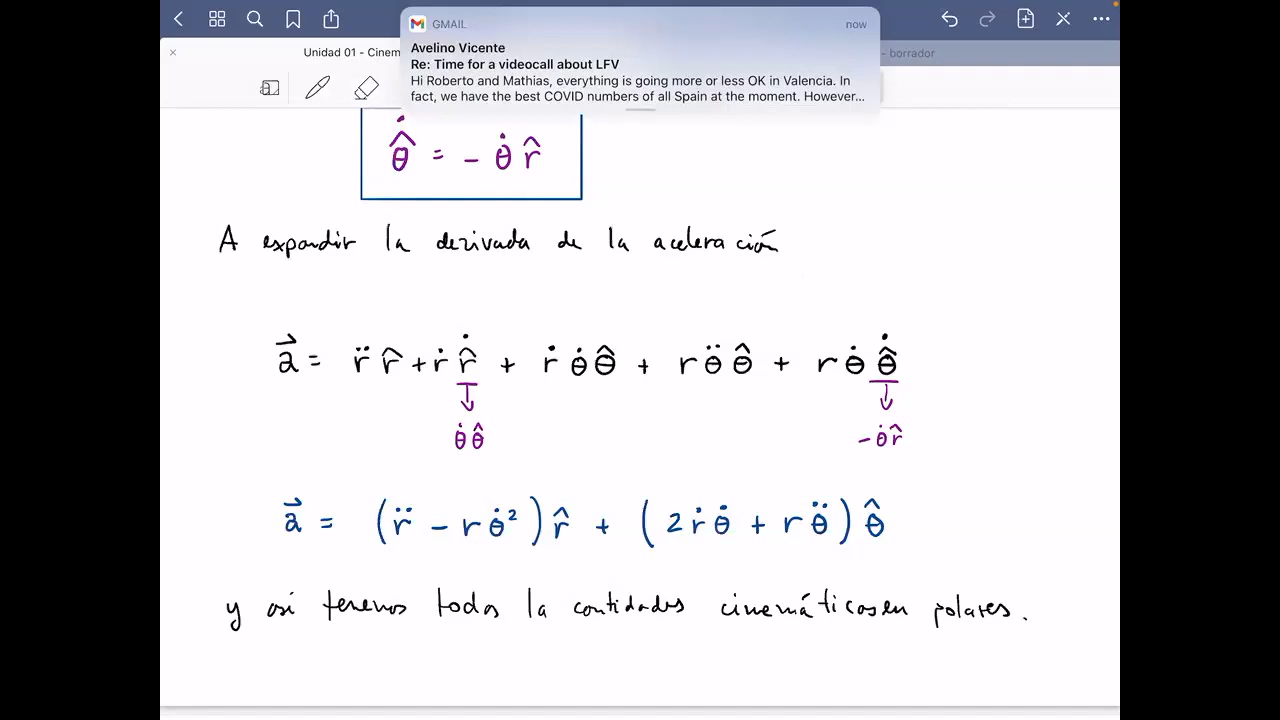 GMAIL now
Avelino Vicente
Re: Time for a videocall about LFV
Hi Roberto and Mathias, everything is going more or less OK in Valencia. In
fact, we have the best COVID numbers of all Spain at the moment. However...
Unidad 01 - Cinem
- borrador
θ̂̇ = - θ̇ r̂
A expandir la derivada de la aceleración
a⃗ = r̈ r̂ + ṙ r̂̇ + ṙ θ̇ θ̂ + r θ̈ θ̂ + r θ̇ θ̂̇
↓ ↓
θ̇ θ̂ - θ̇ r̂
a⃗ = (r̈ - r θ̇²) r̂ + (2 ṙ θ̇ + r θ̈) θ̂
y así tenemos todas la cantidades cinemáticas en polares.